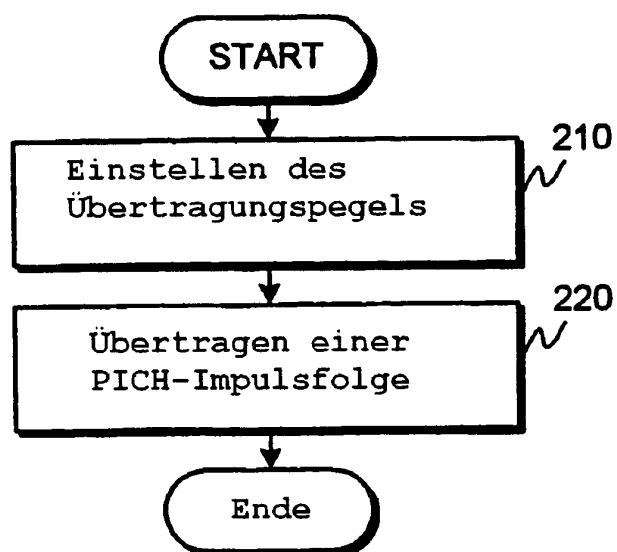 START
Einstellen des
Übertragungspegels
210
Übertragen einer
PICH-Impulsfolge
220
Ende